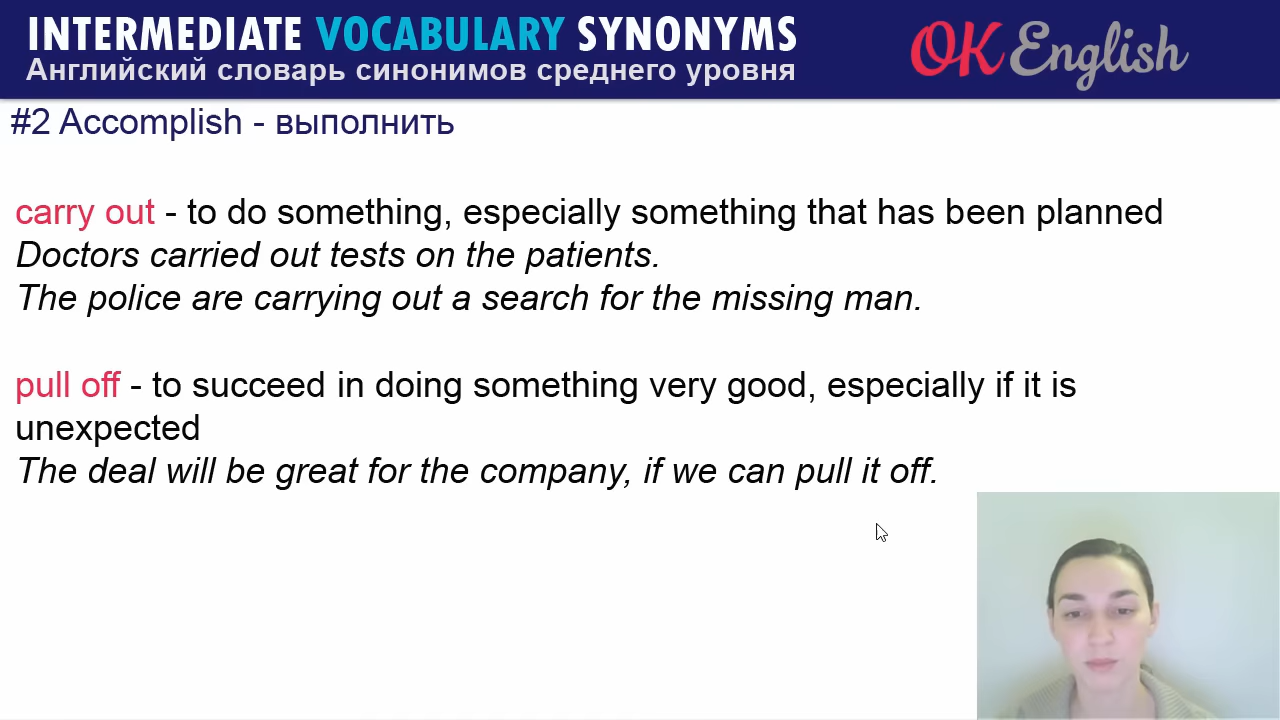 INTERMEDIATE VOCABULARY SYNONYMS
Английский словарь синонимов среднего уровня
OK English
#2 Accomplish - выполнить
carry out - to do something, especially something that has been planned
Doctors carried out tests on the patients.
The police are carrying out a search for the missing man.
pull off - to succeed in doing something very good, especially if it is
unexpected
The deal will be great for the company, if we can pull it off.